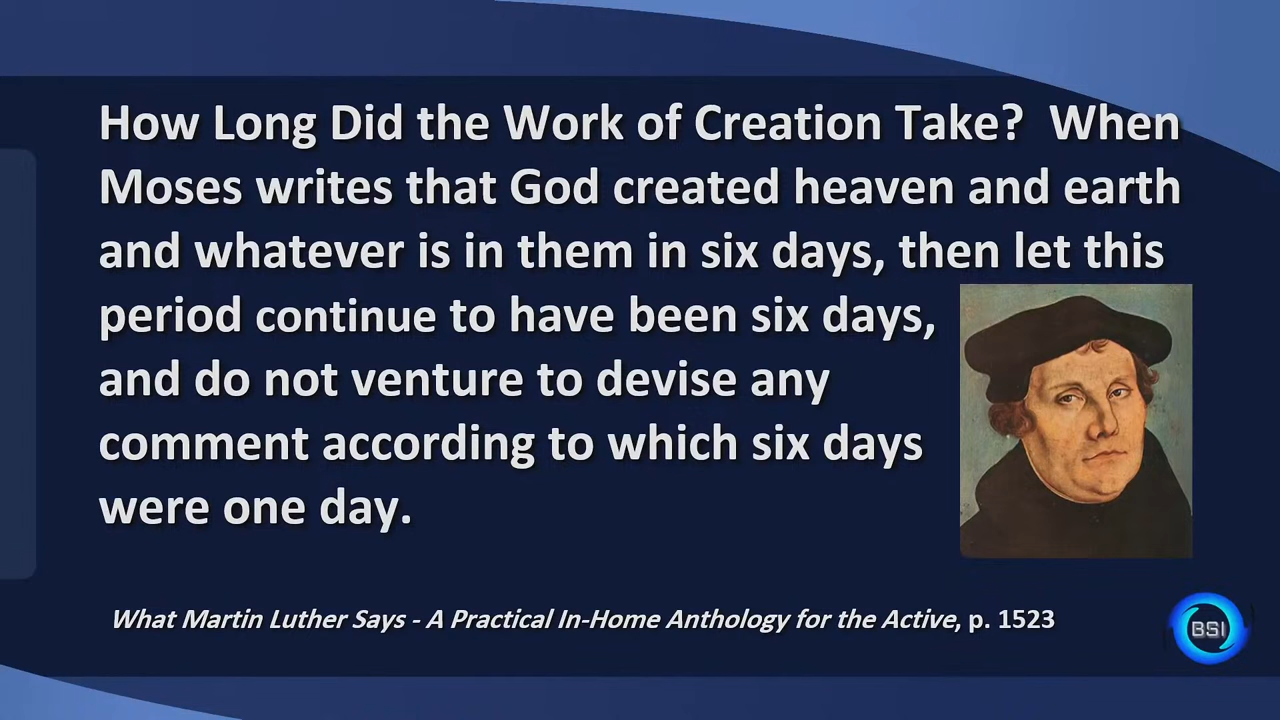 How Long Did the Work of Creation Take?  When
Moses writes that God created heaven and earth
and whatever is in them in six days, then let this
period continue to have been six days,
and do not venture to devise any
comment according to which six days
were one day.
What Martin Luther Says - A Practical In-Home Anthology for the Active, p. 1523
BSI